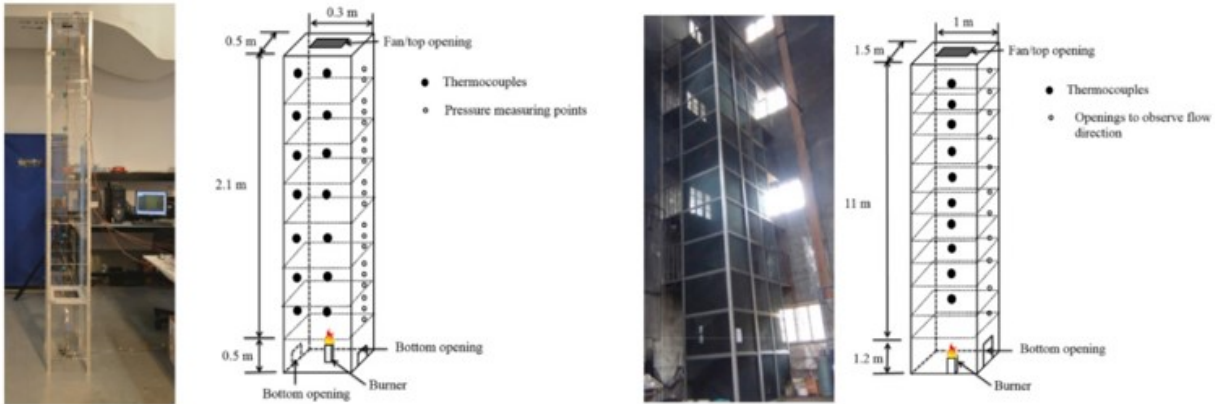 0.3 m
0.5 m
Fan/top opening
Thermocouples
Pressure measuring points
2.1 m
0.5 m
Bottom opening
Bottom opening
Burner
1 m
1.5 m
Fan/top opening
Thermocouples
Openings to observe flow
direction
11 m
1.2 m
Bottom opening
Burner